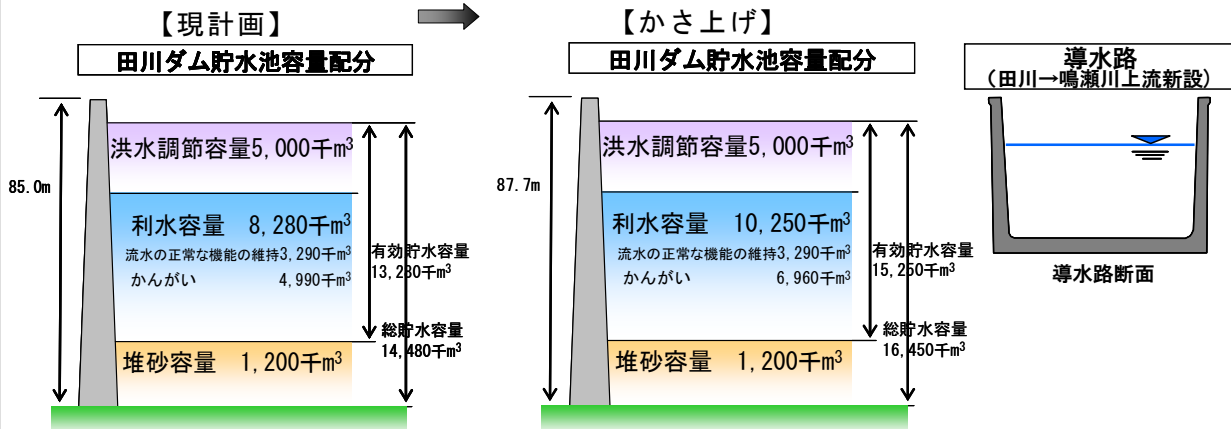 【現計画】
田川ダム貯水池容量配分
85.0m
洪水調節容量5,000千m³
利水容量 8,280千m³
流水の正常な機能の維持3,290千m³
かんがい 4,990千m³
有効貯水容量
13,280千m³
総貯水容量
14,480千m³
堆砂容量 1,200千m³
【かさ上げ】
田川ダム貯水池容量配分
87.7m
洪水調節容量5,000千m³
利水容量 10,250千m³
流水の正常な機能の維持3,290千m³
かんがい 6,960千m³
有効貯水容量
15,250千m³
総貯水容量
16,450千m³
堆砂容量 1,200千m³
導水路
(田川→鳴瀬川上流新設)
導水路断面